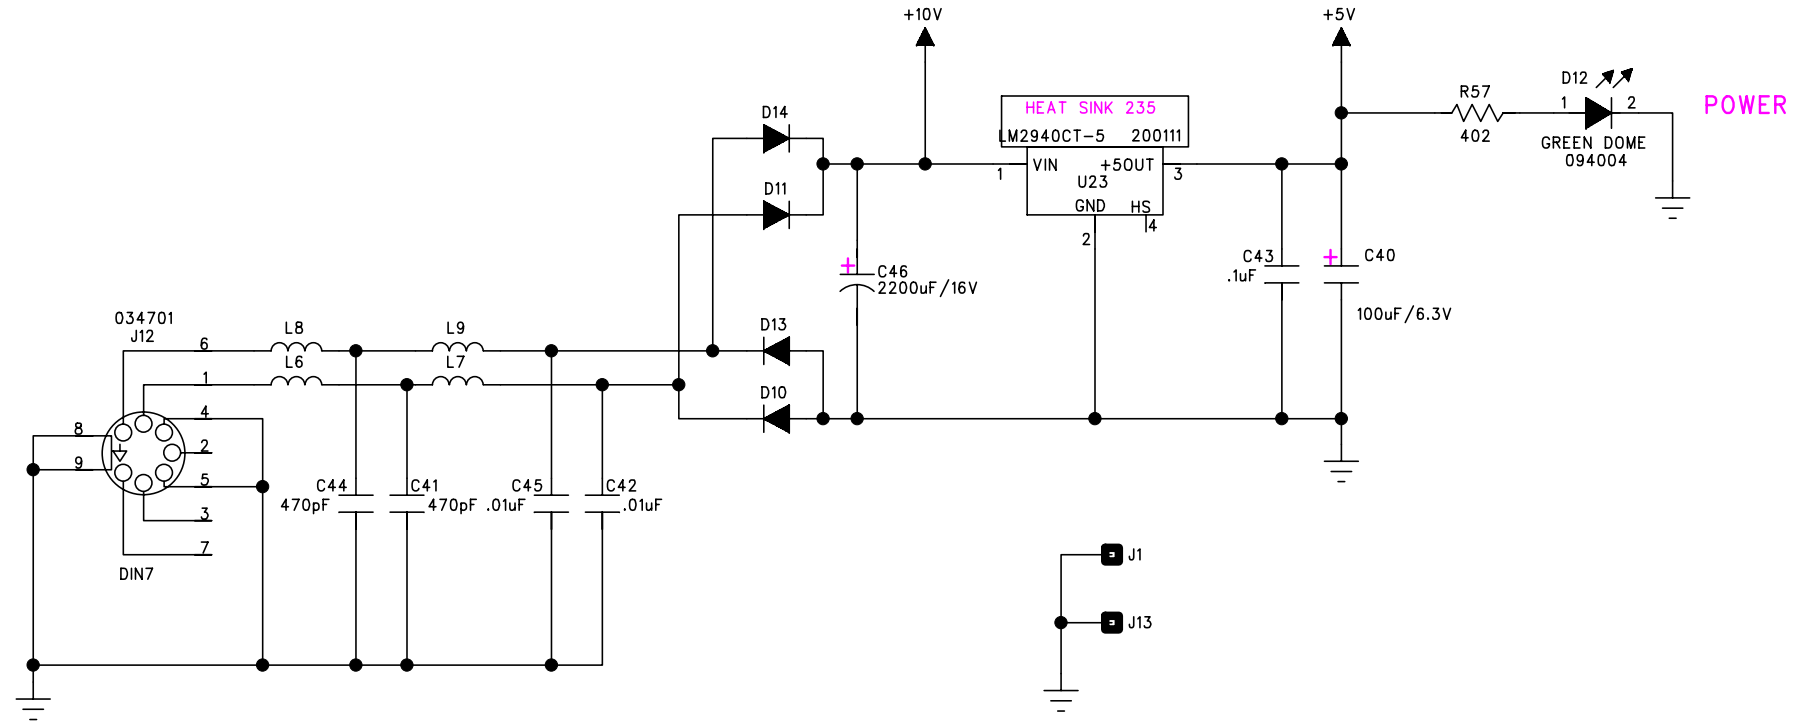 +10V
+5V
D12
R57
1
2
POWER
HEAT SINK 235
D14
LM2940CT-5 200111
402
GREEN DOME
094004
VIN
+5OUT
1
3
U23
D11
GND
HS
4
2
+
C46
2200uF/16V
C43
.1uF
+
C40
100uF/6.3V
034701
J12
L8
L9
D13
6
L6
L7
1
D10
4
8
2
9
5
C44
470pF
C41
470pF
C45
.01uF
C42
.01uF
3
7
DIN7
J1
J13